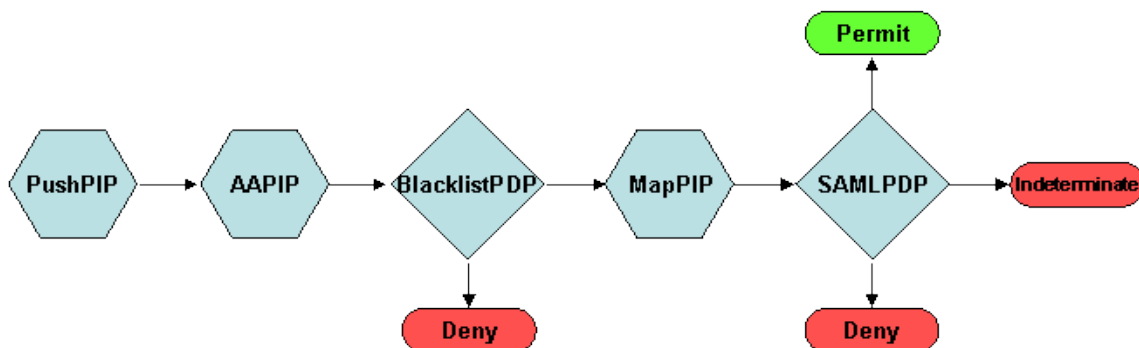 Permit
PushPIP
AAPIP
BlacklistPDP
MapPIP
SAMLPDP
Indeterminate
Deny
Deny